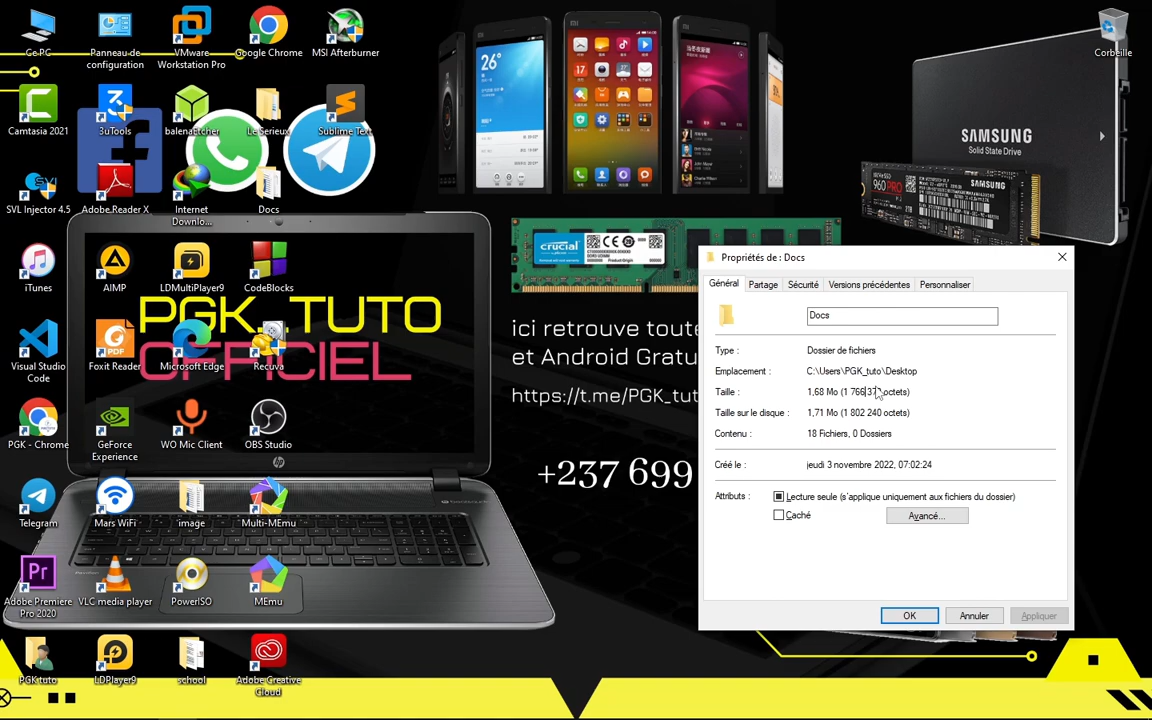 Ce PC
Panneau de
configuration
VMware
Workstation Pro
Google Chrome
MSI Afterburner
Corbeille
Camtasia 2021
3uTools
balenaEtcher
Le Serieux
Sublime Text
SVL Injector 4.5
Adobe Reader X
Internet
Downlo...
Docs
iTunes
AIMP
LDMultiPlayer9
CodeBlocks
Visual Studio
Code
Foxit Reader
Microsoft Edge
Recuva
PGK - Chrome
GeForce
Experience
WO Mic Client
OBS Studio
Telegram
Mars WiFi
image
Multi-MEmu
Adobe Premiere
Pro 2020
VLC media player
PowerISO
MEmu
PGK tuto
LDPlayer9
school
Adobe Creative
Cloud
PGK_TUTO
OFFICIEL
26°
SAMSUNG
Solid State Drive
960 PRO
SAMSUNG
crucial
ici retrouve toute
et Android Gratu
https://t.me/PGK_tut
+237 699
Propriétés de : Docs
Général
Partage
Sécurité
Versions précédentes
Personnaliser
Docs
Type : Dossier de fichiers
Emplacement : C:\Users\PGK_tuto\Desktop
Taille : 1,68 Mo (1 766 37 octets)
Taille sur le disque : 1,71 Mo (1 802 240 octets)
Contenu : 18 Fichiers, 0 Dossiers
Créé le : jeudi 3 novembre 2022, 07:02:24
Attributs : Lecture seule (s'applique uniquement aux fichiers du dossier)
Caché
Avancé...
OK
Annuler
Appliquer